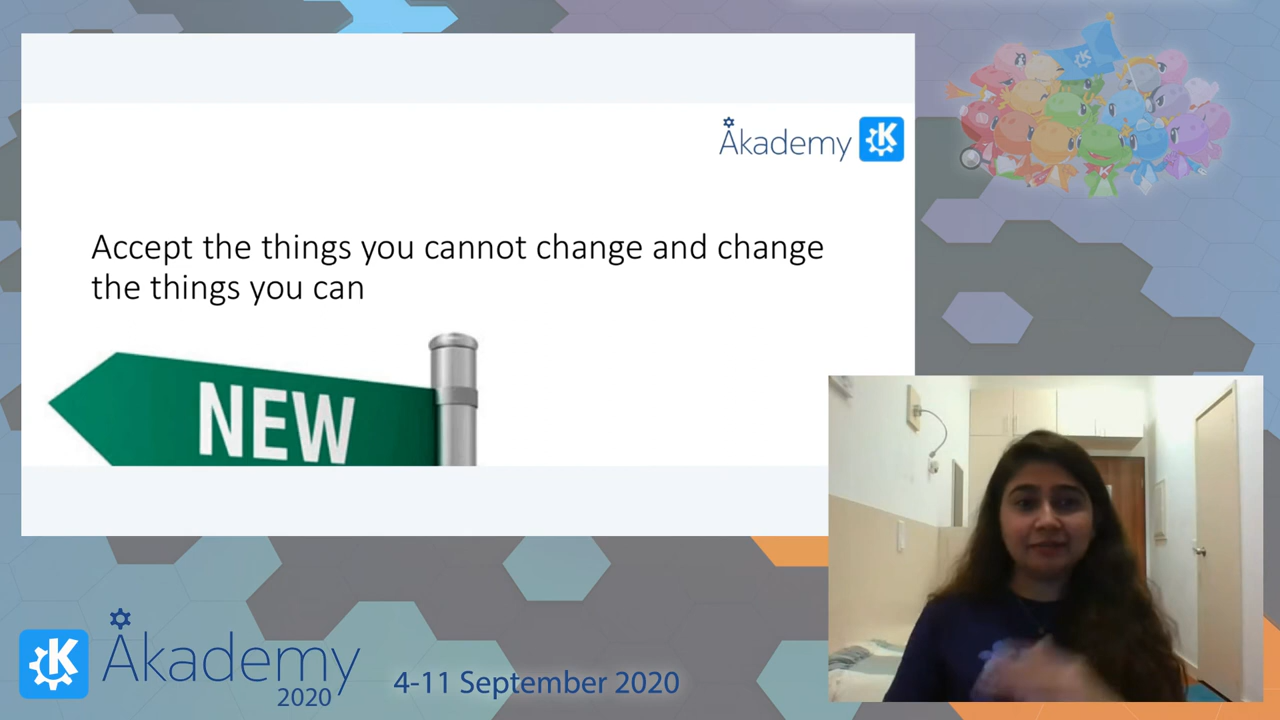 Akademy
Accept the things you cannot change and change
the things you can
NEW
K
Akademy
2020
4-11 September 2020